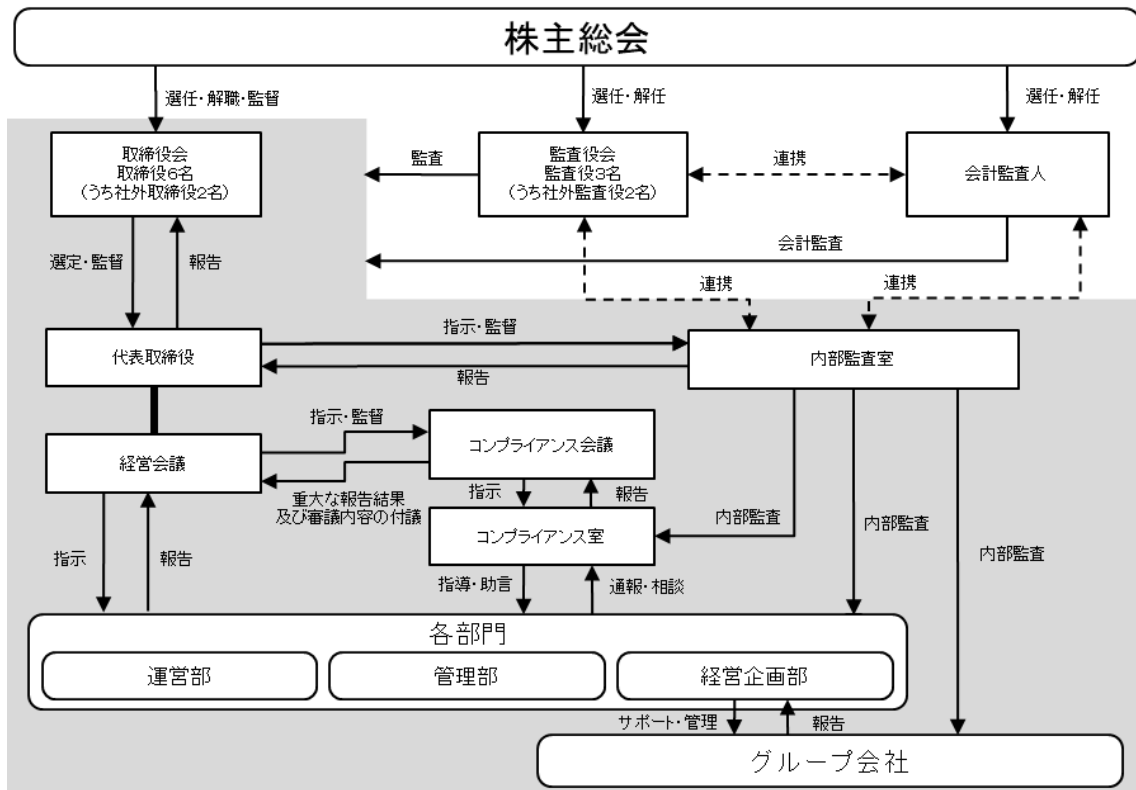 株主総会
選任・解職・監督
選任・解任
選任・解任
取締役会
取締役6名
(うち社外取締役2名)
監査
監査役会
監査役3名
(うち社外監査役2名)
連携
会計監査人
選定・監督
報告
会計監査
連携
連携
代表取締役
指示・監督
報告
内部監査室
経営会議
指示・監督
重大な報告結果
及び審議内容の付議
コンプライアンス会議
指示
報告
コンプライアンス室
内部監査
内部監査
内部監査
指示
報告
指導・助言
通報・相談
各部門
運営部
管理部
経営企画部
サポート・管理
報告
グループ会社